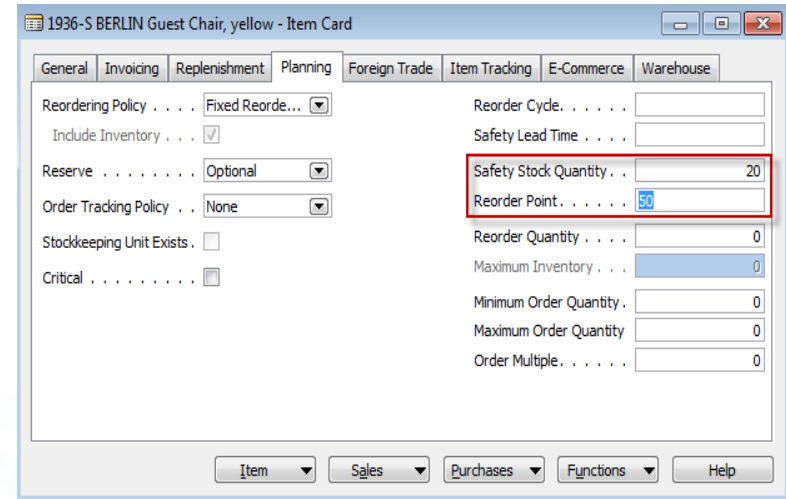 1936-S BERLIN Guest Chair, yellow - Item Card
General Invoicing Replenishment Planning Foreign Trade Item Tracking E-Commerce Warehouse
Reordering Policy . . . . Fixed Reorde...
Include Inventory . . .
Reserve . . . . . . . . Optional
Order Tracking Policy . . None
Stockkeeping Unit Exists .
Critical . . . . . . . . .
Reorder Cycle. . . . . .
Safety Lead Time . . . .
Safety Stock Quantity . . 20
Reorder Point. . . . . . 50
Reorder Quantity . . . . 0
Maximum Inventory . . . 0
Minimum Order Quantity . 0
Maximum Order Quantity 0
Order Multiple. . . . . . 0
Item Sales Purchases Functions Help